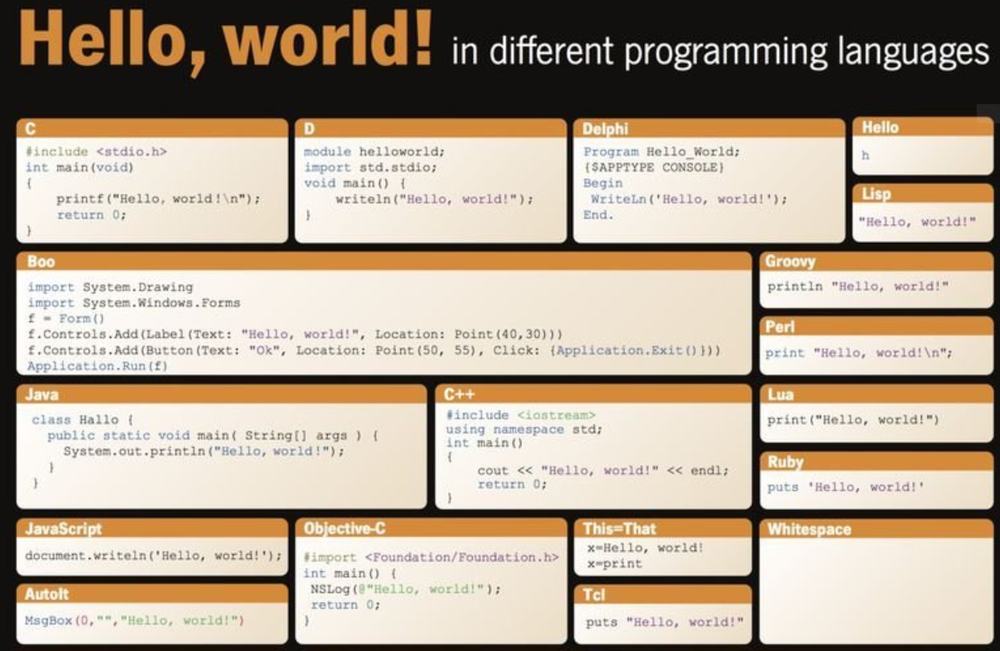 Hello, world! in different programming languages
C
#include <stdio.h>
int main(void)
{
    printf("Hello, world!\n");
    return 0;
}
D
module helloworld;
import std.stdio;
void main() {
    writeln("Hello, world!");
}
Delphi
Program Hello_World;
{$APPTYPE CONSOLE}
Begin
 WriteLn('Hello, world!');
End.
Hello
h
Lisp
"Hello, world!"
Boo
import System.Drawing
import System.Windows.Forms
f = Form()
f.Controls.Add(Label(Text: "Hello, world!", Location: Point(40,30)))
f.Controls.Add(Button(Text: "Ok", Location: Point(50, 55), Click: {Application.Exit()}))
Application.Run(f)
Groovy
println "Hello, world!"
Perl
print "Hello, world!\n";
Java
class Hallo {
  public static void main( String[] args ) {
    System.out.println("Hello, world!");
  }
}
C++
#include <iostream>
using namespace std;
int main()
{
    cout << "Hello, world!" << endl;
    return 0;
}
Lua
print("Hello, world!")
Ruby
puts 'Hello, world!'
JavaScript
document.writeln('Hello, world!');
AutoIt
MsgBox(0,"","Hello, world!")
Objective-C
#import <Foundation/Foundation.h>
int main() {
 NSLog(@"Hello, world!");
 return 0;
}
This=That
x=Hello, world!
x=print
Tcl
puts "Hello, world!"
Whitespace